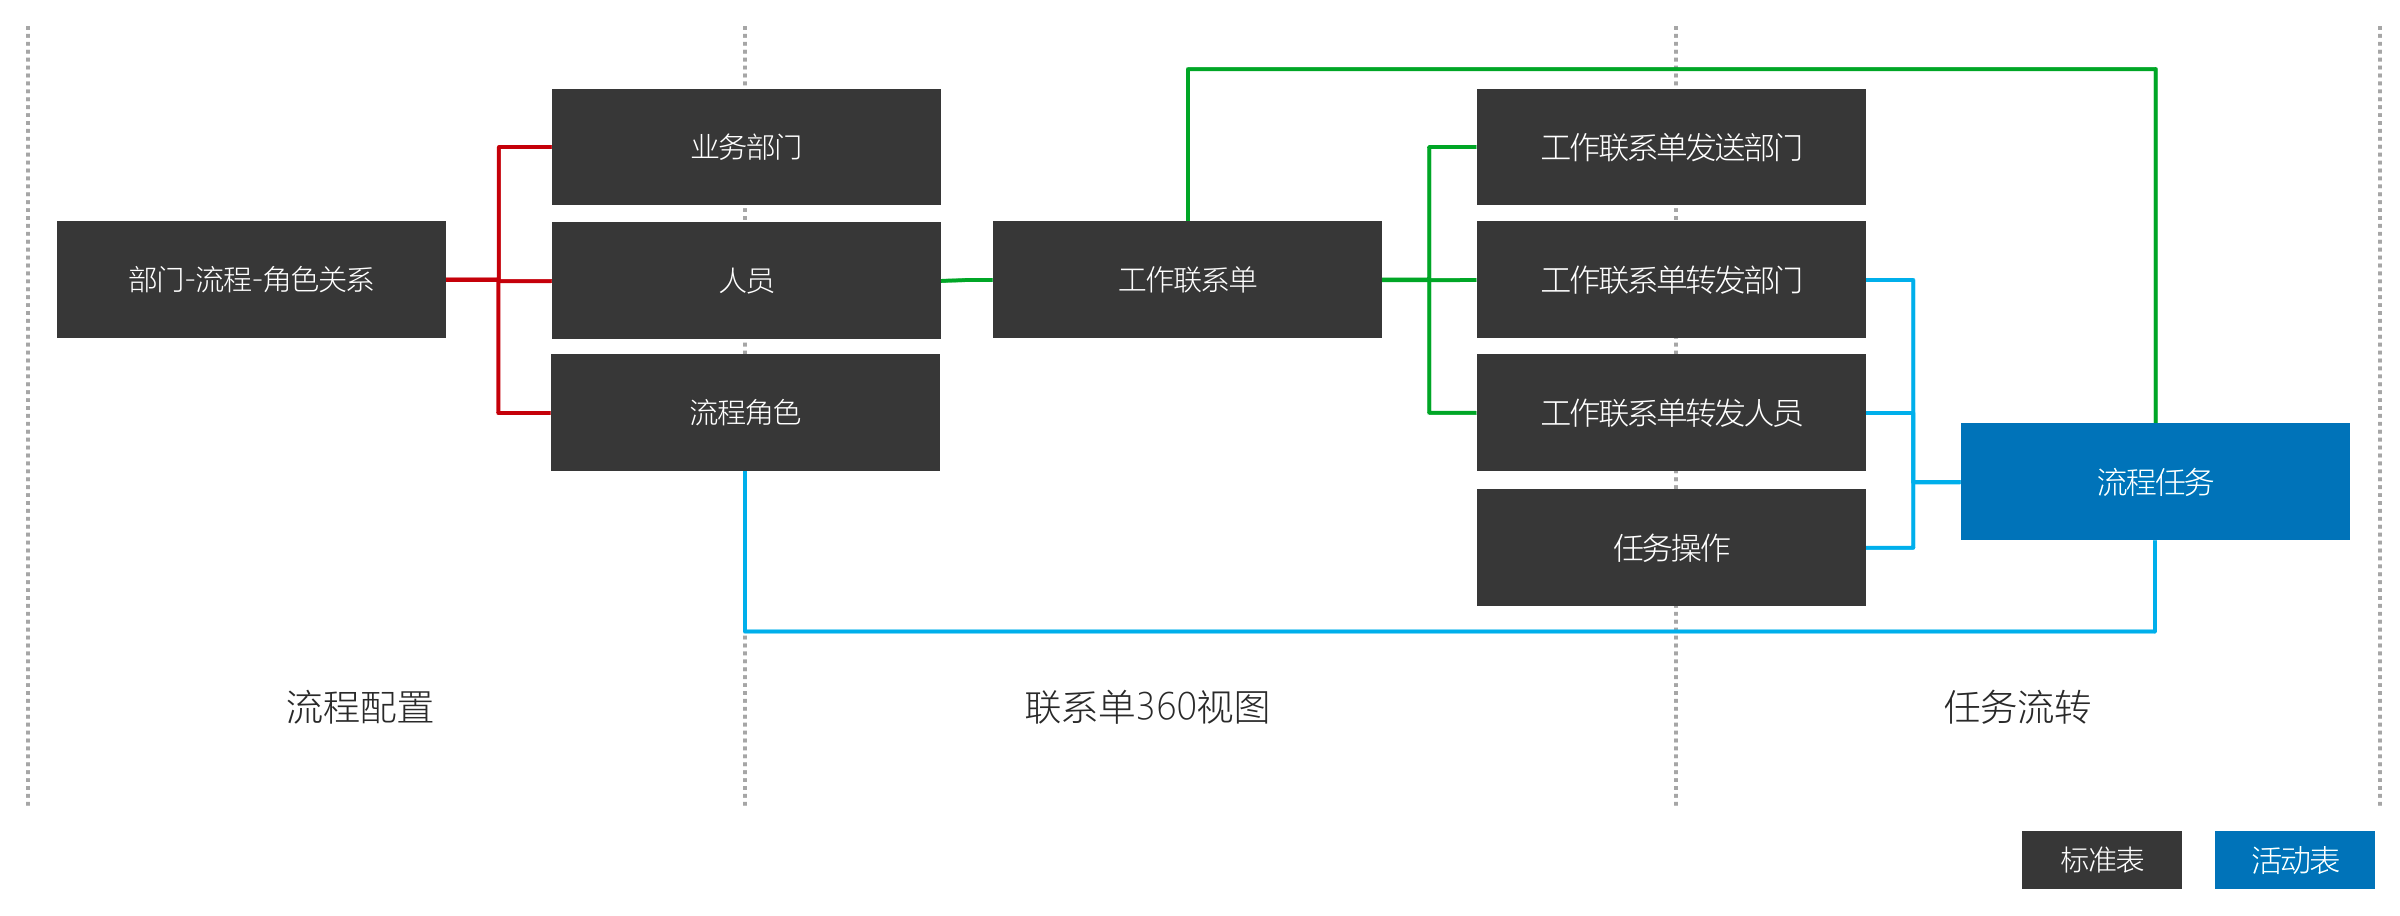 业务部门
工作联系单发送部门
部门-流程-角色关系
人员
工作联系单
工作联系单转发部门
流程角色
工作联系单转发人员
流程任务
任务操作
流程配置
联系单360视图
任务流转
标准表
活动表